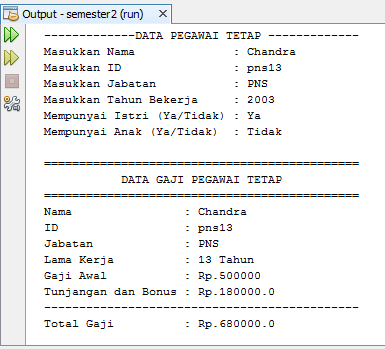 Output - semester2 (run)
------------DATA PEGAWAI TETAP ------------
Masukkan Nama : Chandra
Masukkan ID : pns13
Masukkan Jabatan : PNS
Masukkan Tahun Bekerja : 2003
Mempunyai Istri (Ya/Tidak) : Ya
Mempunyai Anak (Ya/Tidak) : Tidak
==========================================
DATA GAJI PEGAWAI TETAP
==========================================
Nama : Chandra
ID : pns13
Jabatan : PNS
Lama Kerja : 13 Tahun
Gaji Awal : Rp.500000
Tunjangan dan Bonus : Rp.180000.0
------------------------------------------
Total Gaji : Rp.680000.0